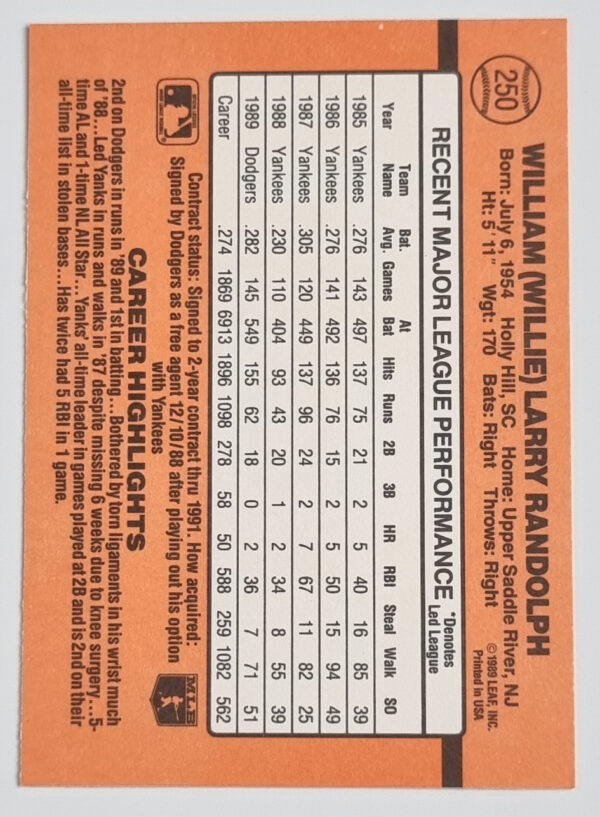 250
WILLIAM (WILLIE) LARRY RANDOLPH
Born: July 6, 1954 Holly Hill, SC Home: Upper Saddle River, NJ
Ht: 5' 11" Wgt: 170 Bats: Right Throws: Right
© 1989 LEAF, INC.
Printed in USA
RECENT MAJOR LEAGUE PERFORMANCE *Denotes Led League
Year Team Name Bat. Avg. Games At Bat Hits Runs 2B 3B HR RBI Steal Walk SO
1985 Yankees .276 143 497 137 75 21 2 5 40 16 85 39
1986 Yankees .276 141 492 136 76 15 2 5 50 15 94 49
1987 Yankees .305 120 449 137 96 24 2 7 67 11 82 25
1988 Yankees .230 110 404 93 43 20 1 2 34 8 55 39
1989 Dodgers .282 145 549 155 62 18 0 2 36 7 71 51
Career .274 1869 6913 1896 1098 278 58 50 588 259 1082 562
Contract status: Signed to 2-year contract thru 1991. How acquired:
Signed by Dodgers as a free agent 12/10/88 after playing out his option
with Yankees
MLB
CAREER HIGHLIGHTS
2nd on Dodgers in runs in '89 and 1st in batting...Bothered by torn ligaments in his wrist much
of '88...Led Yanks in runs and walks in '87 despite missing 6 weeks due to knee surgery...5-
time AL and 1-time NL All Star...Yanks' all-time leader in games played at 2B and is 2nd on their
all-time list in stolen bases...Has twice had 5 RBI in 1 game.